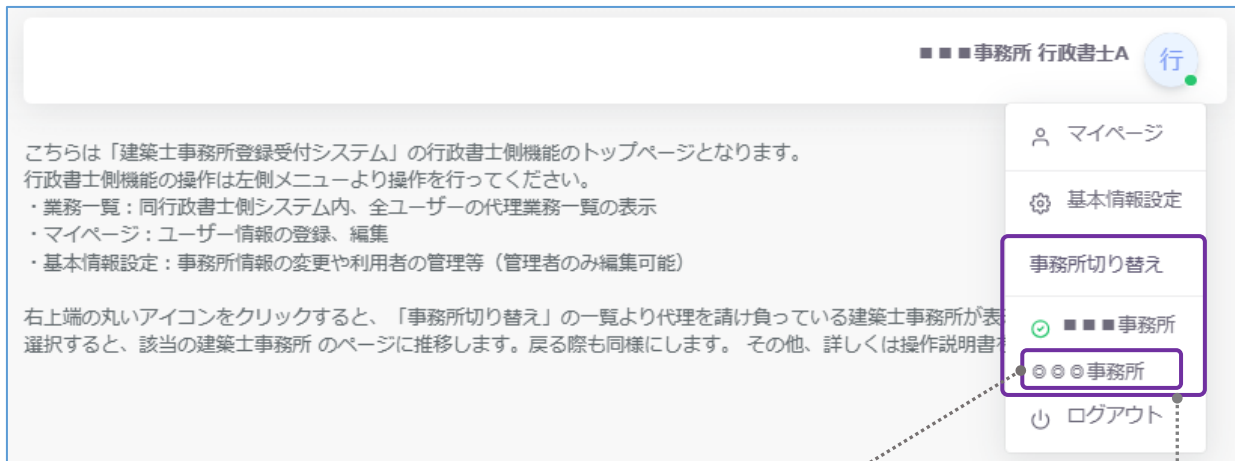 ■■■事務所 行政書士A
行
マイページ
基本情報設定
事務所切り替え
■■■事務所
◎◎◎事務所
ログアウト
こちらは「建築士事務所登録受付システム」の行政書士側機能のトップページとなります。
行政書士側機能の操作は左側メニューより操作を行ってください。
・業務一覧：同行政書士側システム内、全ユーザーの代理業務一覧の表示
・マイページ：ユーザー情報の登録、編集
・基本情報設定：事務所情報の変更や利用者の管理等（管理者のみ編集可能）
右上端の丸いアイコンをクリックすると、「事務所切り替え」の一覧より代理を請け負っている建築士事務所が表
選択すると、該当の建築士事務所 のページに推移します。戻る際も同様にします。 その他、詳しくは操作説明書